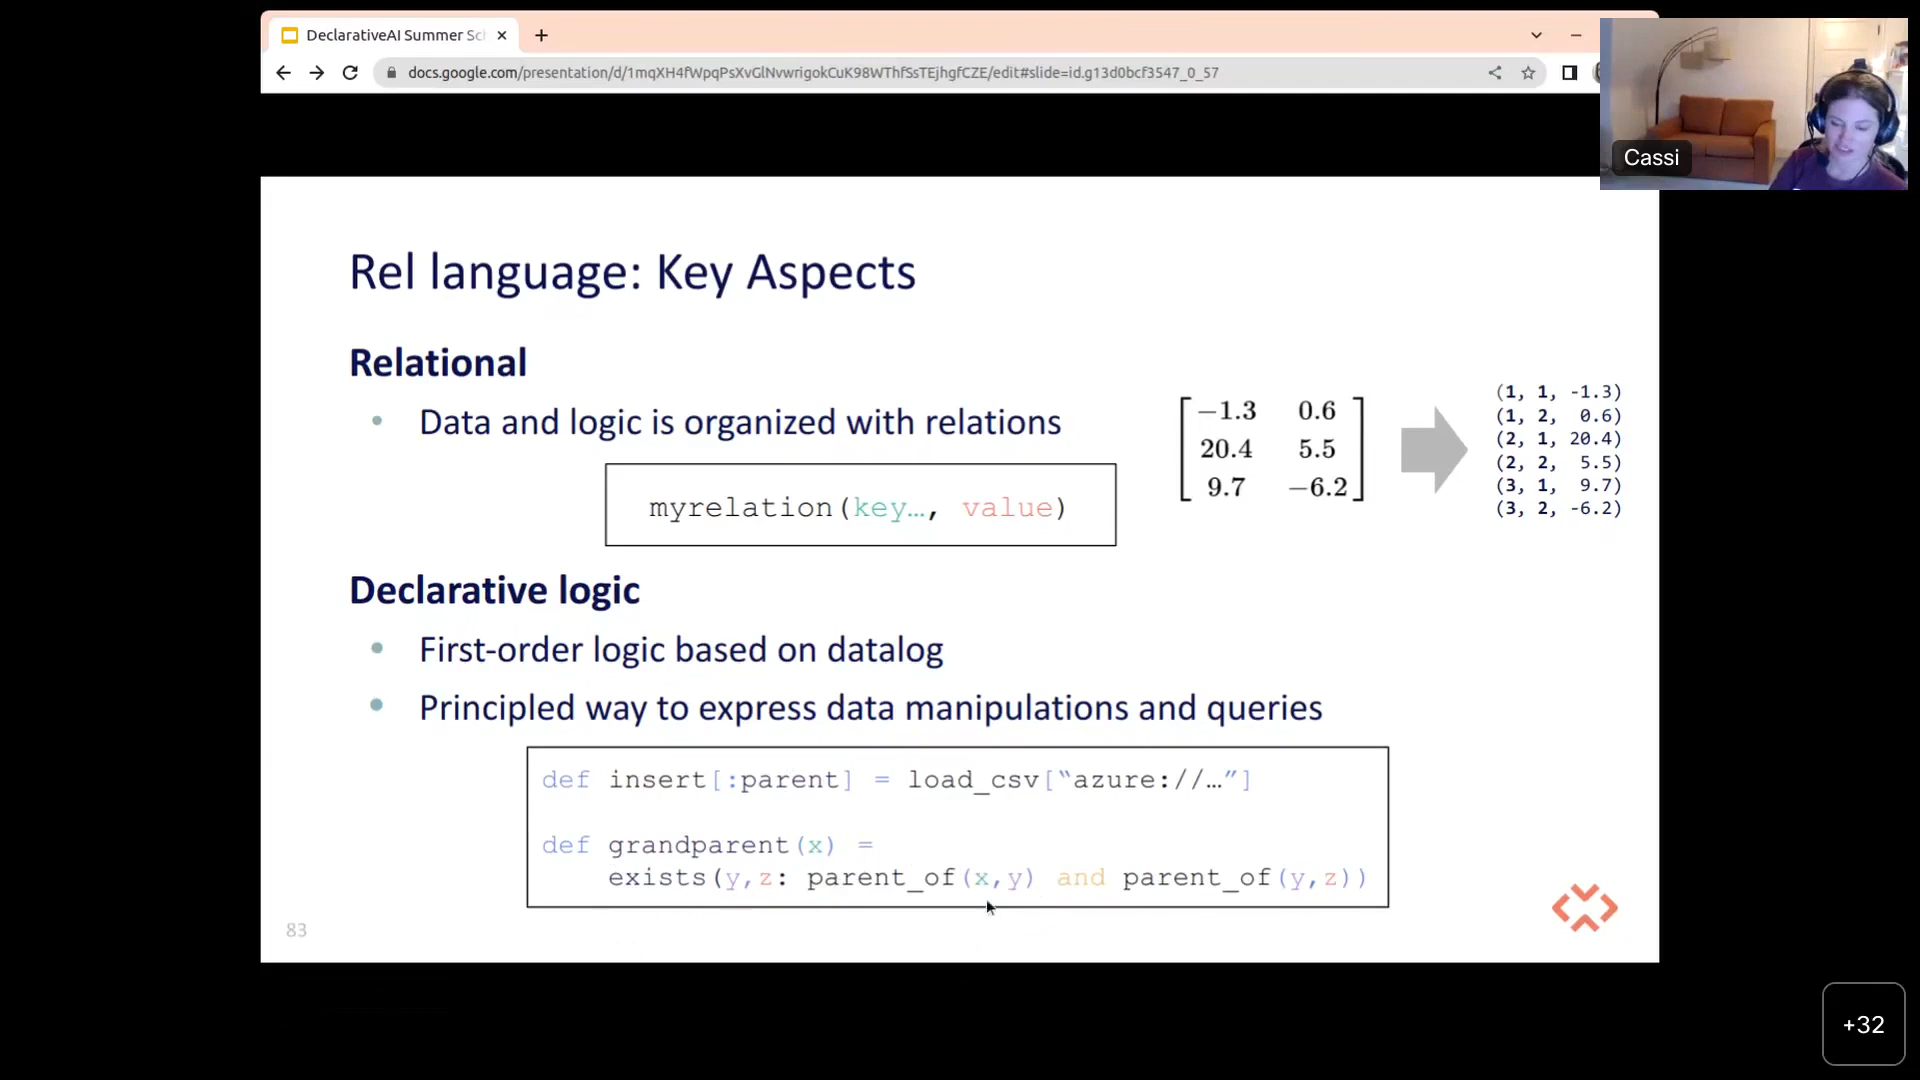 DeclarativeAI Summer Sc
docs.google.com/presentation/d/1mqXH4fWpqPsXvGlNvwrigokCuK98WThfSsTEjhgfCZE/edit#slide=id.g13d0bcf3547_0_57
Cassi
Rel language: Key Aspects
Relational
• Data and logic is organized with relations
myrelation(key…, value)
−1.3 0.6
20.4 5.5
9.7 −6.2
(1, 1, -1.3)
(1, 2, 0.6)
(2, 1, 20.4)
(2, 2, 5.5)
(3, 1, 9.7)
(3, 2, -6.2)
Declarative logic
• First-order logic based on datalog
• Principled way to express data manipulations and queries
def insert[:parent] = load_csv[“azure://…”]
def grandparent(x) =
exists(y,z: parent_of(x,y) and parent_of(y,z))
83
+32